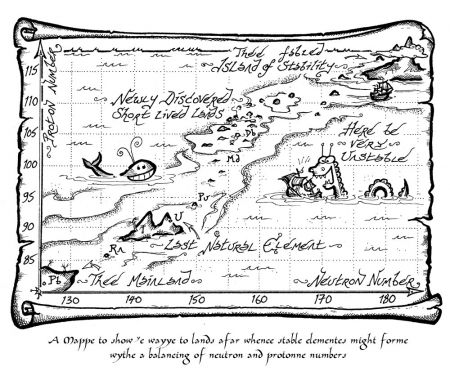 Thee fabled
Island of Stability
115
Proton Number
Newly Discovered
Short Lived Lands
110
105
Db
Here be
very
Unstable
Md
100
95
Pu
U
90
Last Natural Element
Ra
85
Pb
Thee Mainland
Neutron Number
130
140
150
160
170
180
A Mappe to show ye wayye to lands afar whence stable elementes might forme
wythe a balancing of neutron and protonne numbers